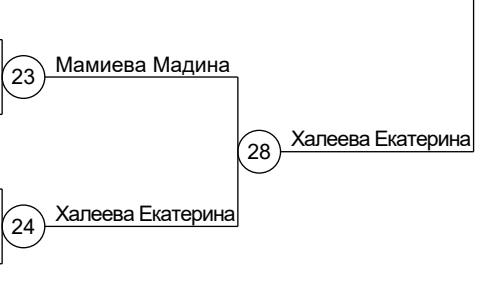 23 Мамиева Мадина
28 Халеева Екатерина
24 Халеева Екатерина